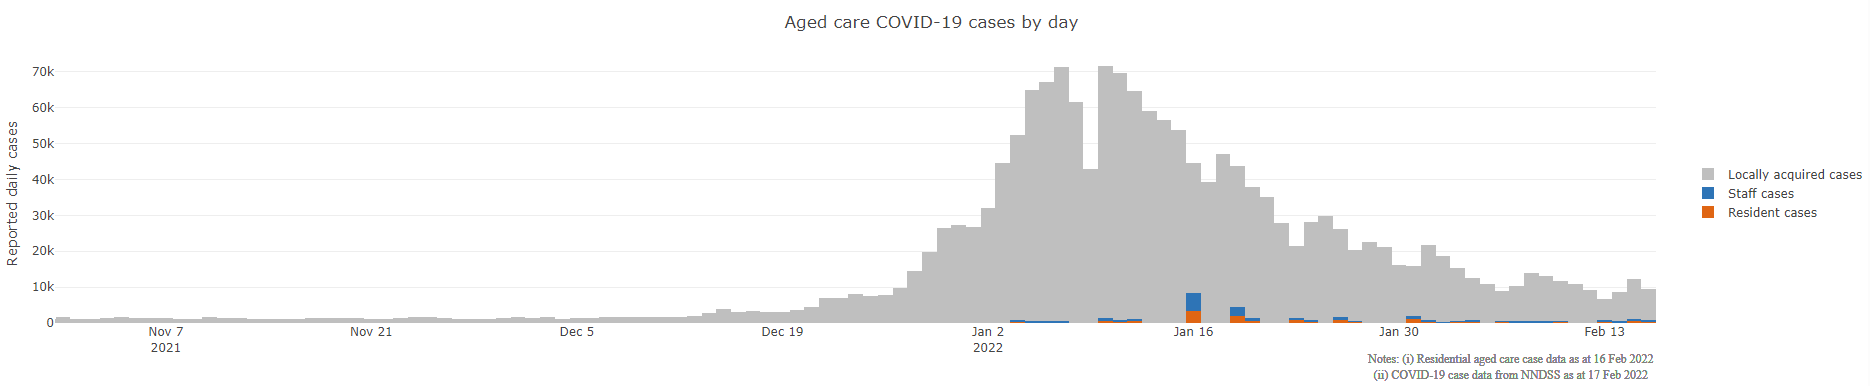 Aged care COVID-19 cases by day
Reported daily cases
70k
60k
50k
40k
30k
20k
10k
0
Nov 7
2021
Nov 21
Dec 5
Dec 19
Jan 2
2022
Jan 16
Jan 30
Feb 13
Locally acquired cases
Staff cases
Resident cases
Notes: (i) Residential aged care case data as at 16 Feb 2022
(ii) COVID-19 case data from NNDSS as at 17 Feb 2022